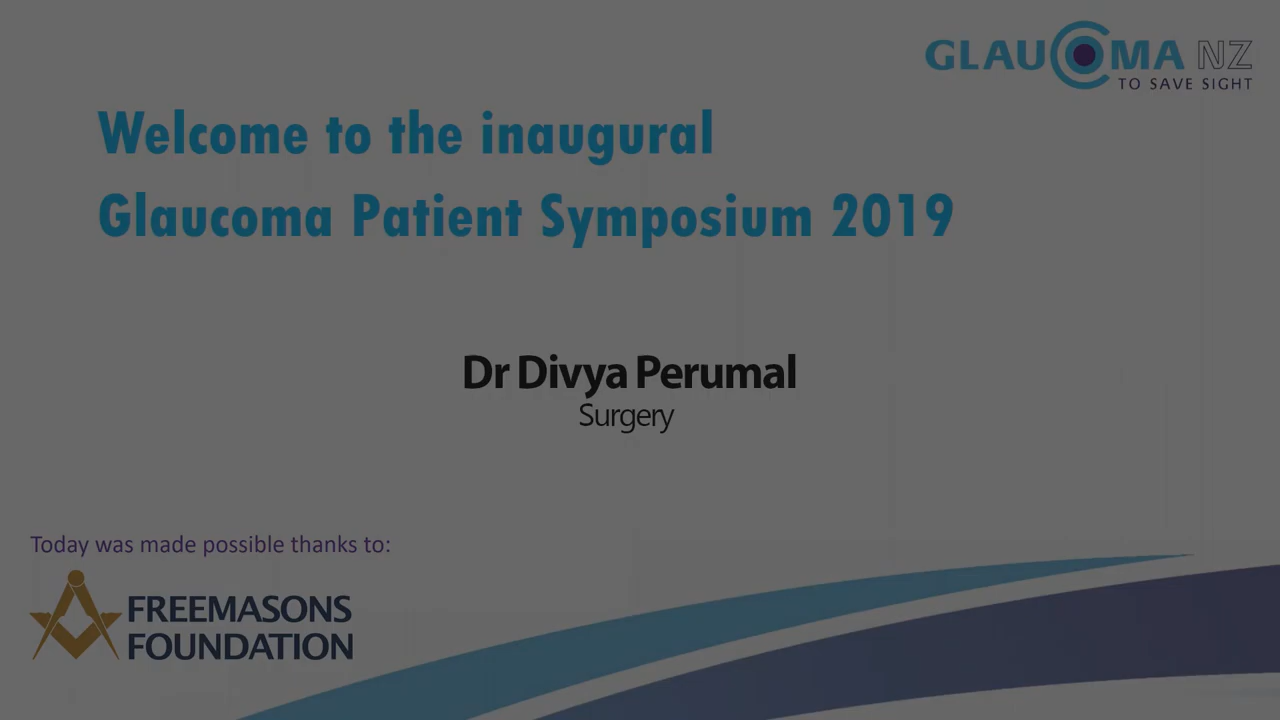 GLAUCOMA NZ
TO SAVE SIGHT
Welcome to the inaugural
Glaucoma Patient Symposium 2019
Dr Divya Perumal
Surgery
Today was made possible thanks to:
FREEMASONS
FOUNDATION